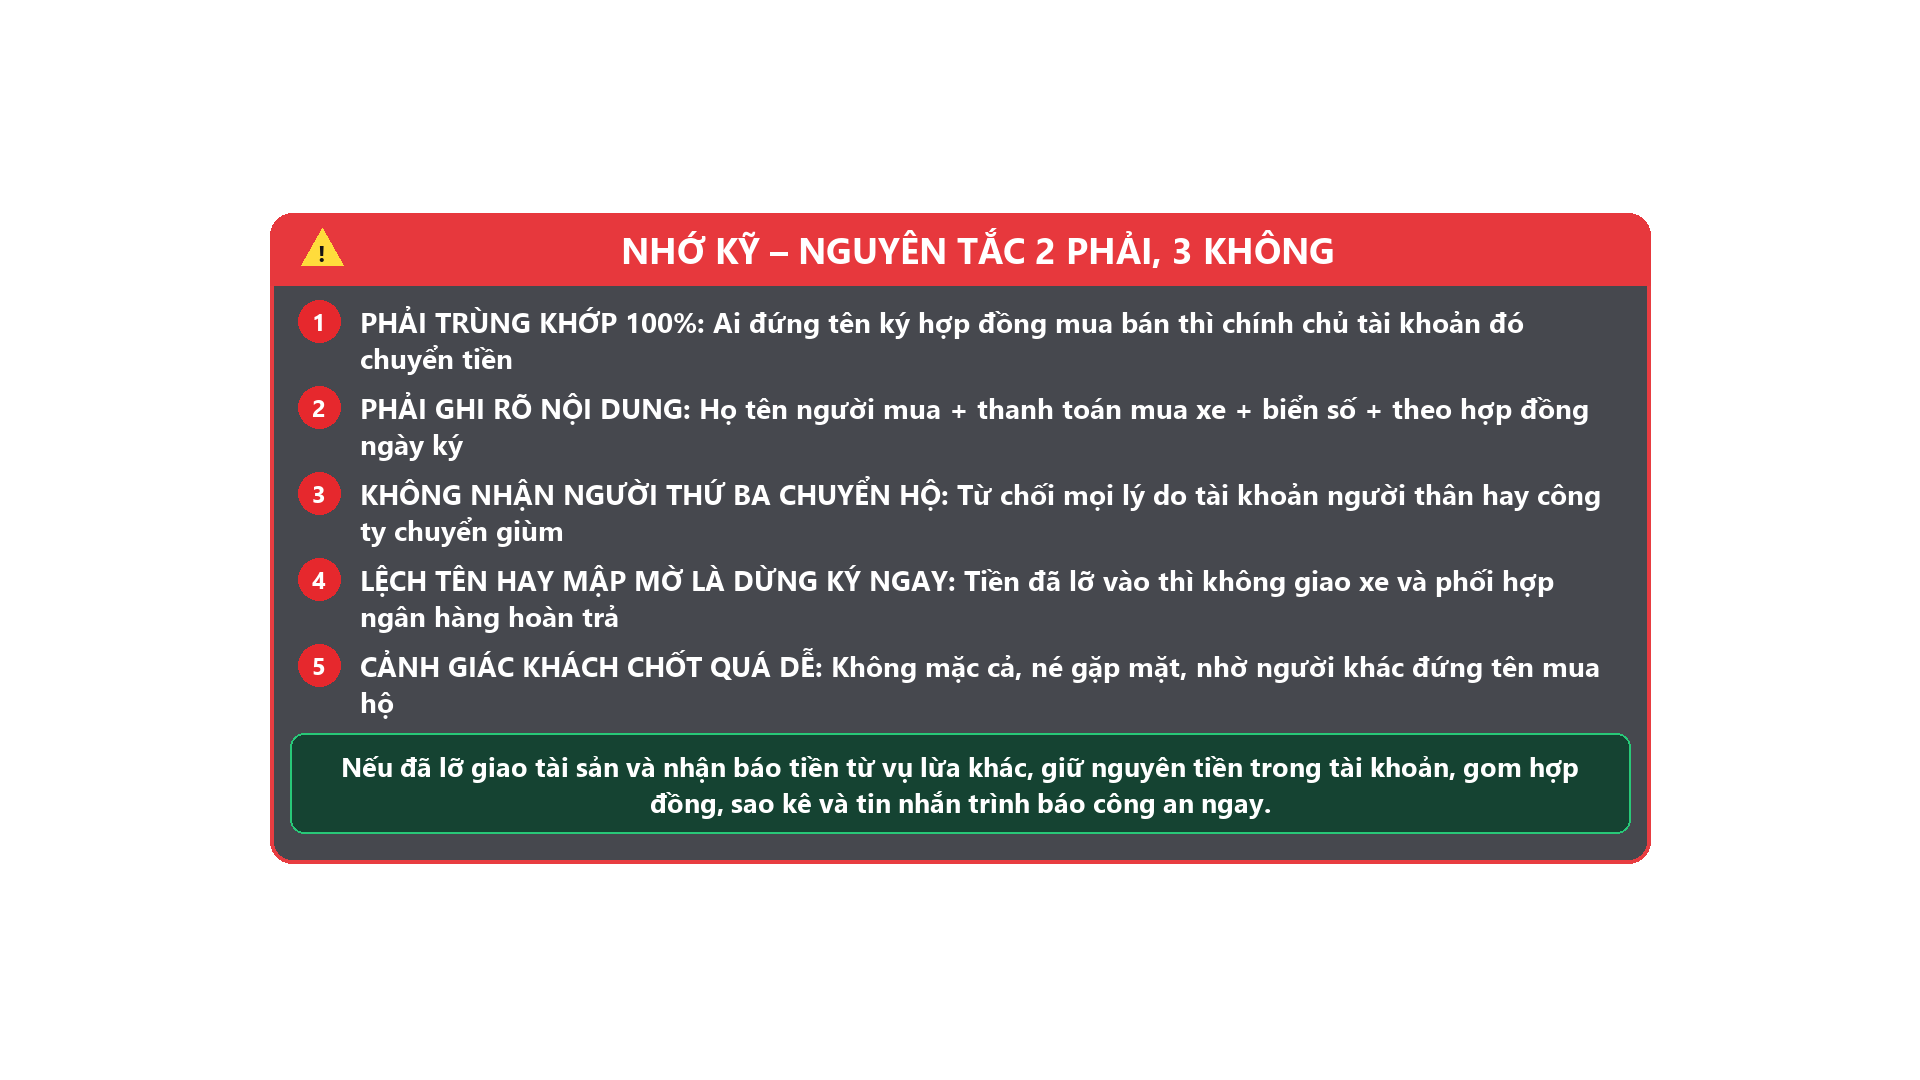 !
NHỚ KỸ – NGUYÊN TẮC 2 PHẢI, 3 KHÔNG
1 PHẢI TRÙNG KHỚP 100%: Ai đứng tên ký hợp đồng mua bán thì chính chủ tài khoản đó
chuyển tiền
2 PHẢI GHI RÕ NỘI DUNG: Họ tên người mua + thanh toán mua xe + biển số + theo hợp đồng
ngày ký
3 KHÔNG NHẬN NGƯỜI THỨ BA CHUYỂN HỘ: Từ chối mọi lý do tài khoản người thân hay công
ty chuyển giùm
4 LỆCH TÊN HAY MẬP MỜ LÀ DỪNG KÝ NGAY: Tiền đã lỡ vào thì không giao xe và phối hợp
ngân hàng hoàn trả
5 CẢNH GIÁC KHÁCH CHỐT QUÁ DỄ: Không mặc cả, né gặp mặt, nhờ người khác đứng tên mua
hộ
Nếu đã lỡ giao tài sản và nhận báo tiền từ vụ lừa khác, giữ nguyên tiền trong tài khoản, gom hợp
đồng, sao kê và tin nhắn trình báo công an ngay.